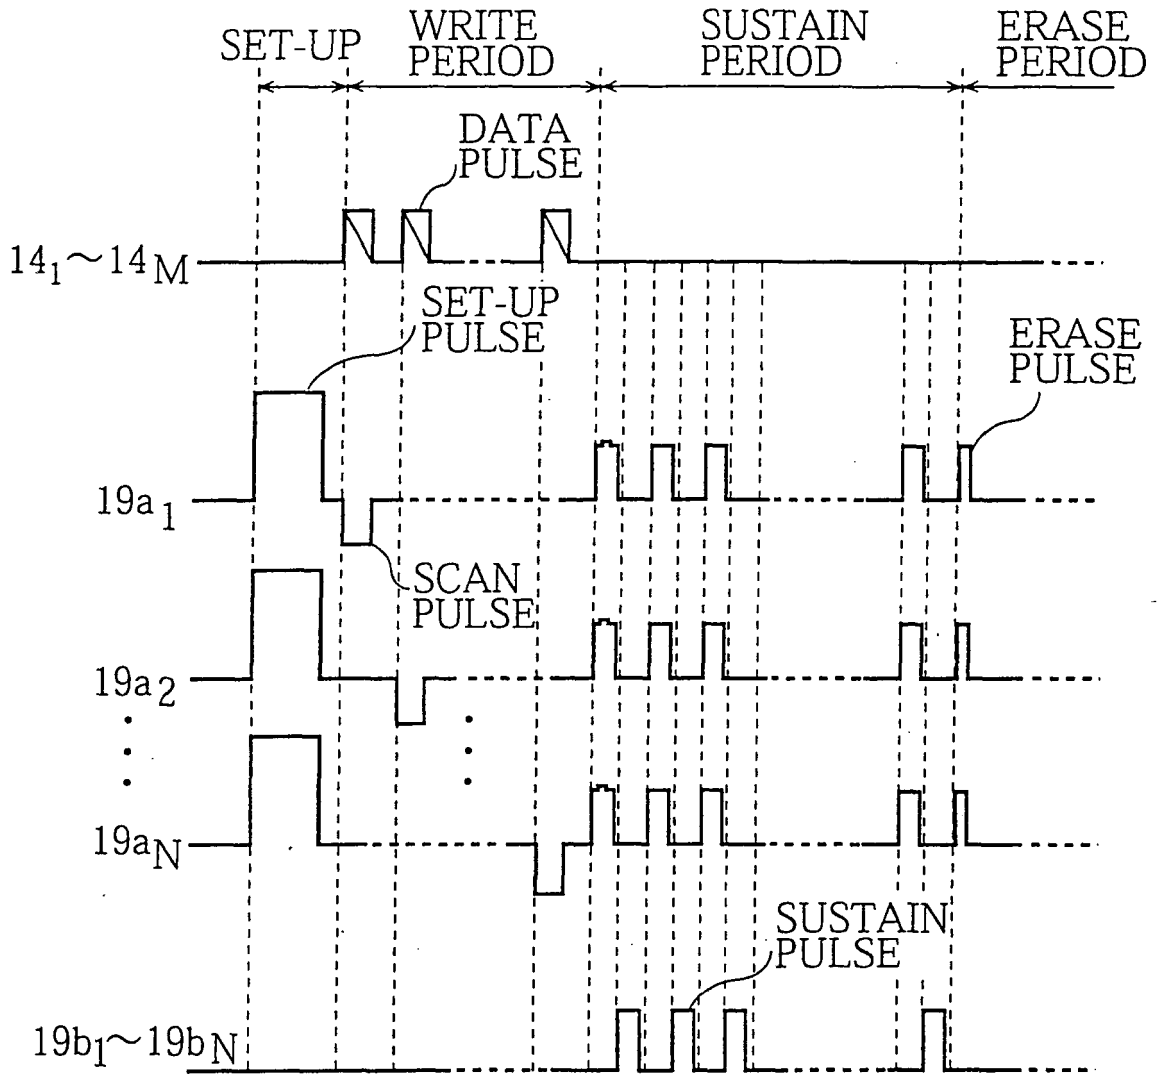 SET-UP
WRITE
PERIOD
SUSTAIN
PERIOD
ERASE
PERIOD
DATA
PULSE
14₁~14M
SET-UP
PULSE
ERASE
PULSE
19a₁
SCAN
PULSE
19a₂
19aN
SUSTAIN
PULSE
19b₁~19bN